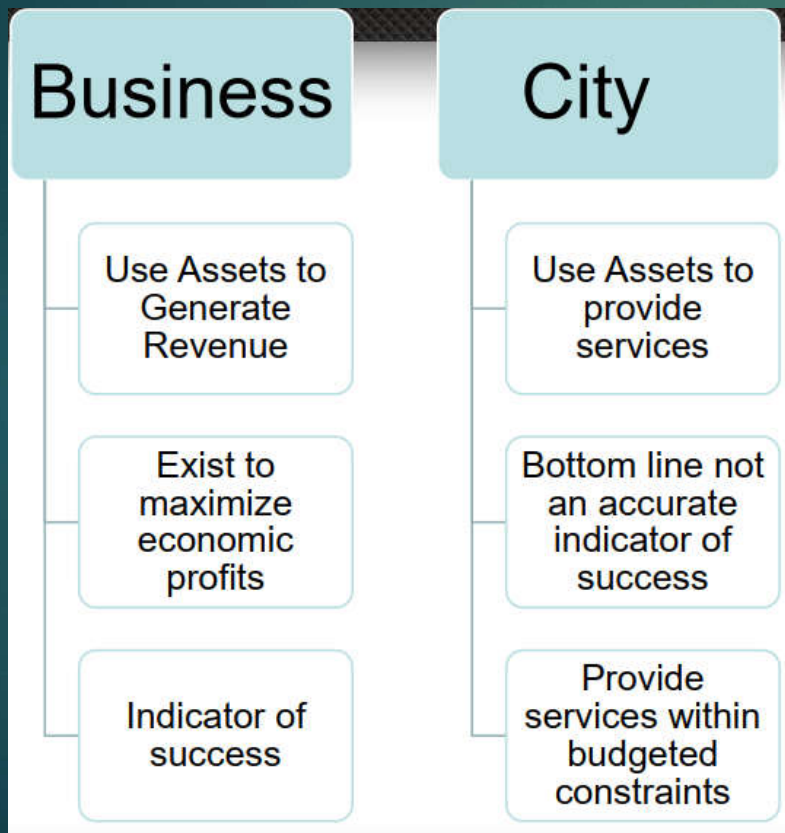 Business
Use Assets to
Generate
Revenue
Exist to
maximize
economic
profits
Indicator of
success
City
Use Assets to
provide
services
Bottom line not
an accurate
indicator of
success
Provide
services within
budgeted
constraints